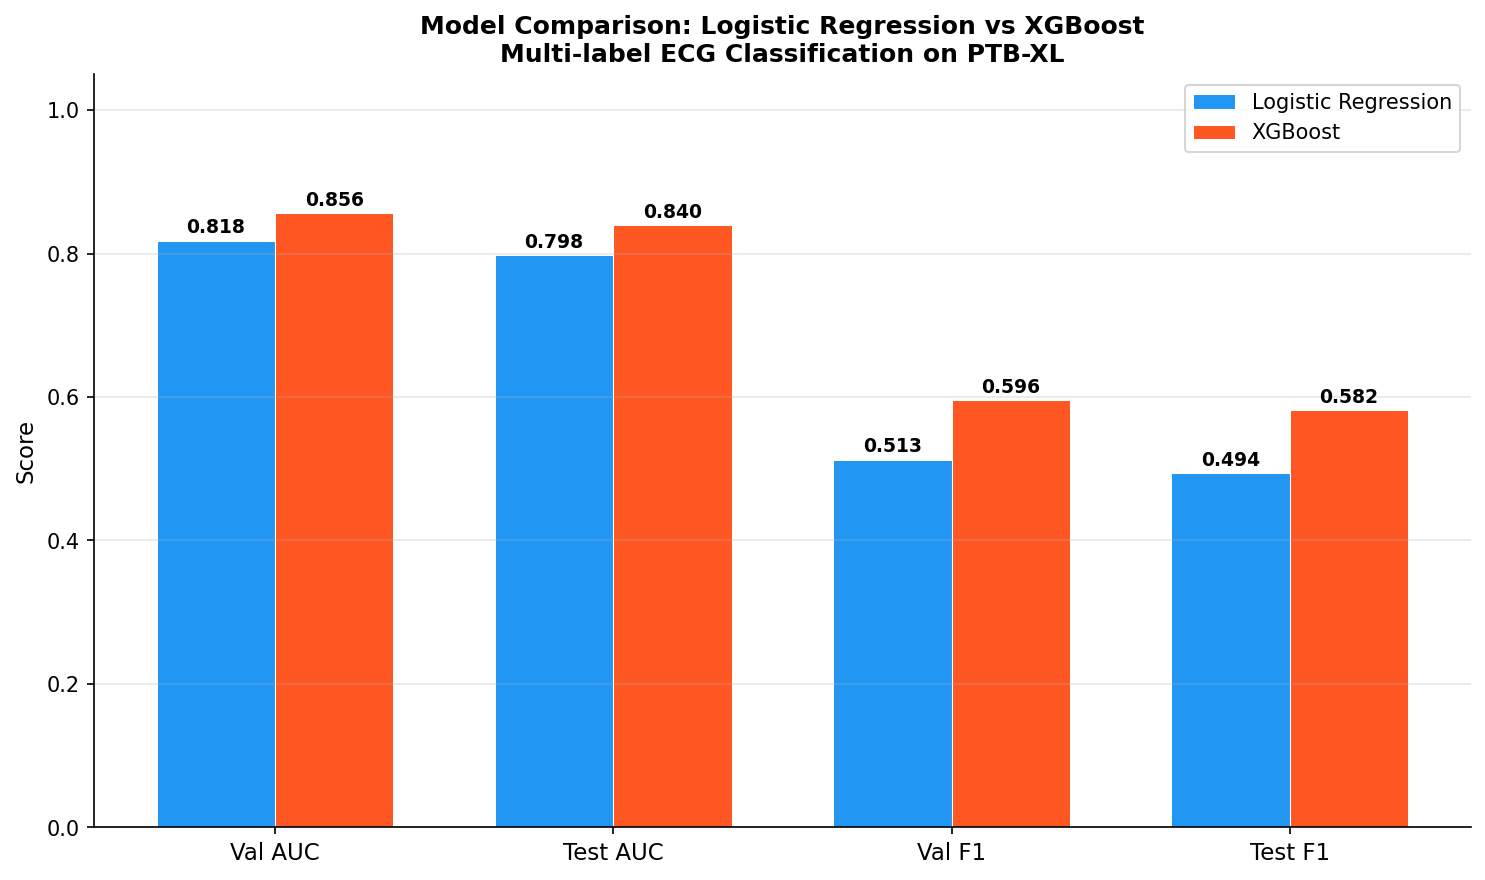 Model Comparison: Logistic Regression vs XGBoost
Multi-label ECG Classification on PTB-XL
Logistic Regression
XGBoost
Score
1.0
0.8
0.6
0.4
0.2
0.0
0.818
0.856
0.798
0.840
0.513
0.596
0.494
0.582
Val AUC
Test AUC
Val F1
Test F1